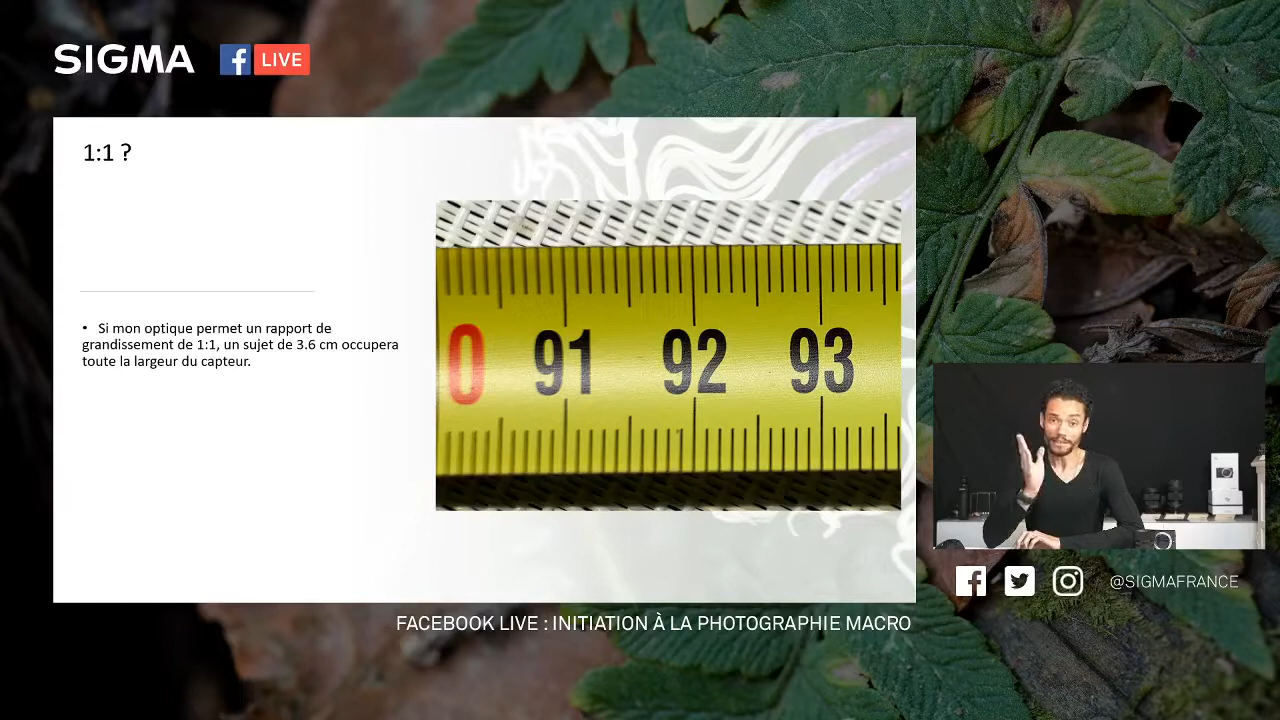 SIGMA f LIVE
1:1 ?
• Si mon optique permet un rapport de
grandissement de 1:1, un sujet de 3.6 cm occupera
toute la largeur du capteur.
0 91 92 93
@SIGMAFRANCE
FACEBOOK LIVE : INITIATION À LA PHOTOGRAPHIE MACRO